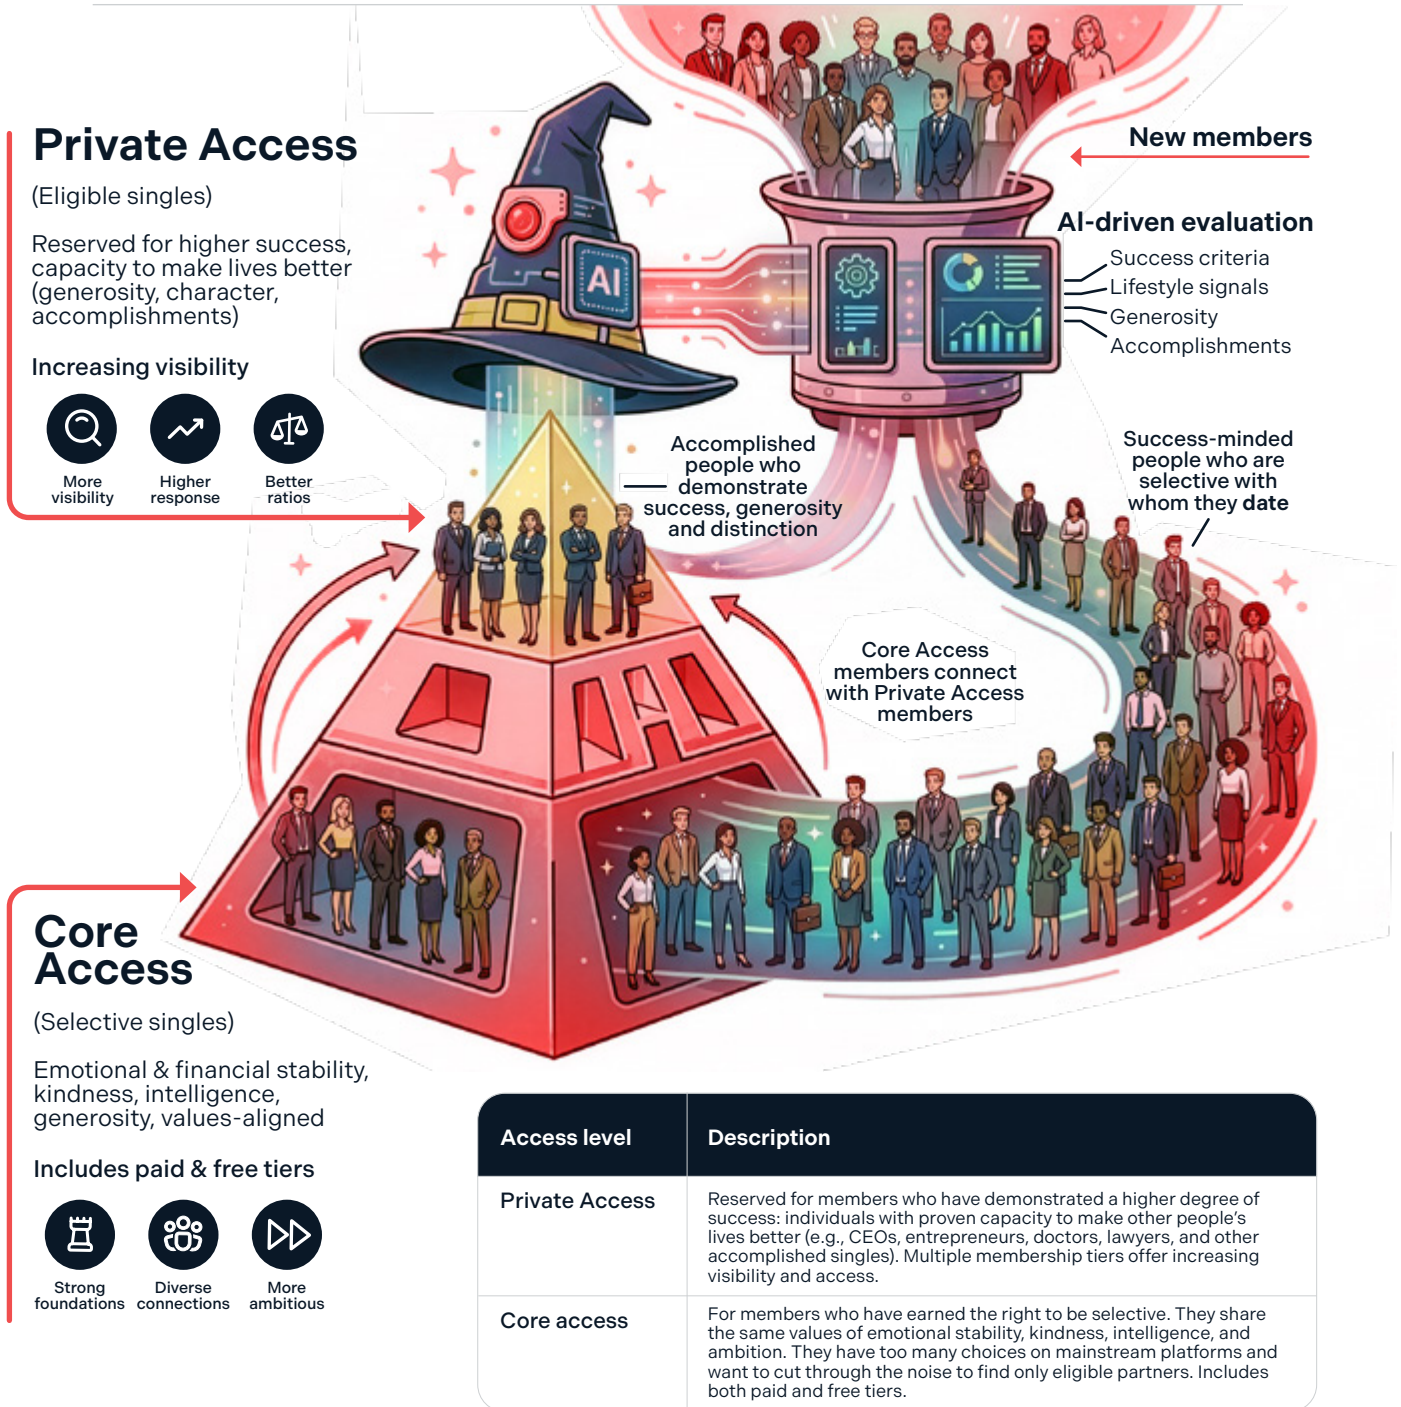 Private Access
(Eligible singles)
Reserved for higher success,
capacity to make lives better
(generosity, character,
accomplishments)
Increasing visibility
More
visibility
Higher
response
Better
ratios
AI
New members
AI-driven evaluation
Success criteria
Lifestyle signals
Generosity
Accomplishments
Accomplished
people who
demonstrate
success, generosity
and distinction
Success-minded
people who are
selective with
whom they date
Core Access
members connect
with Private Access
members
AI
Core
Access
(Selective singles)
Emotional & financial stability,
kindness, intelligence,
generosity, values-aligned
Includes paid & free tiers
Strong
foundations
Diverse
connections
More
ambitious
Access level
Description
Private Access
Reserved for members who have demonstrated a higher degree of
success: individuals with proven capacity to make other people's
lives better (e.g., CEOs, entrepreneurs, doctors, lawyers, and other
accomplished singles). Multiple membership tiers offer increasing
visibility and access.
Core access
For members who have earned the right to be selective. They share
the same values of emotional stability, kindness, intelligence, and
ambition. They have too many choices on mainstream platforms and
want to cut through the noise to find only eligible partners. Includes
both paid and free tiers.